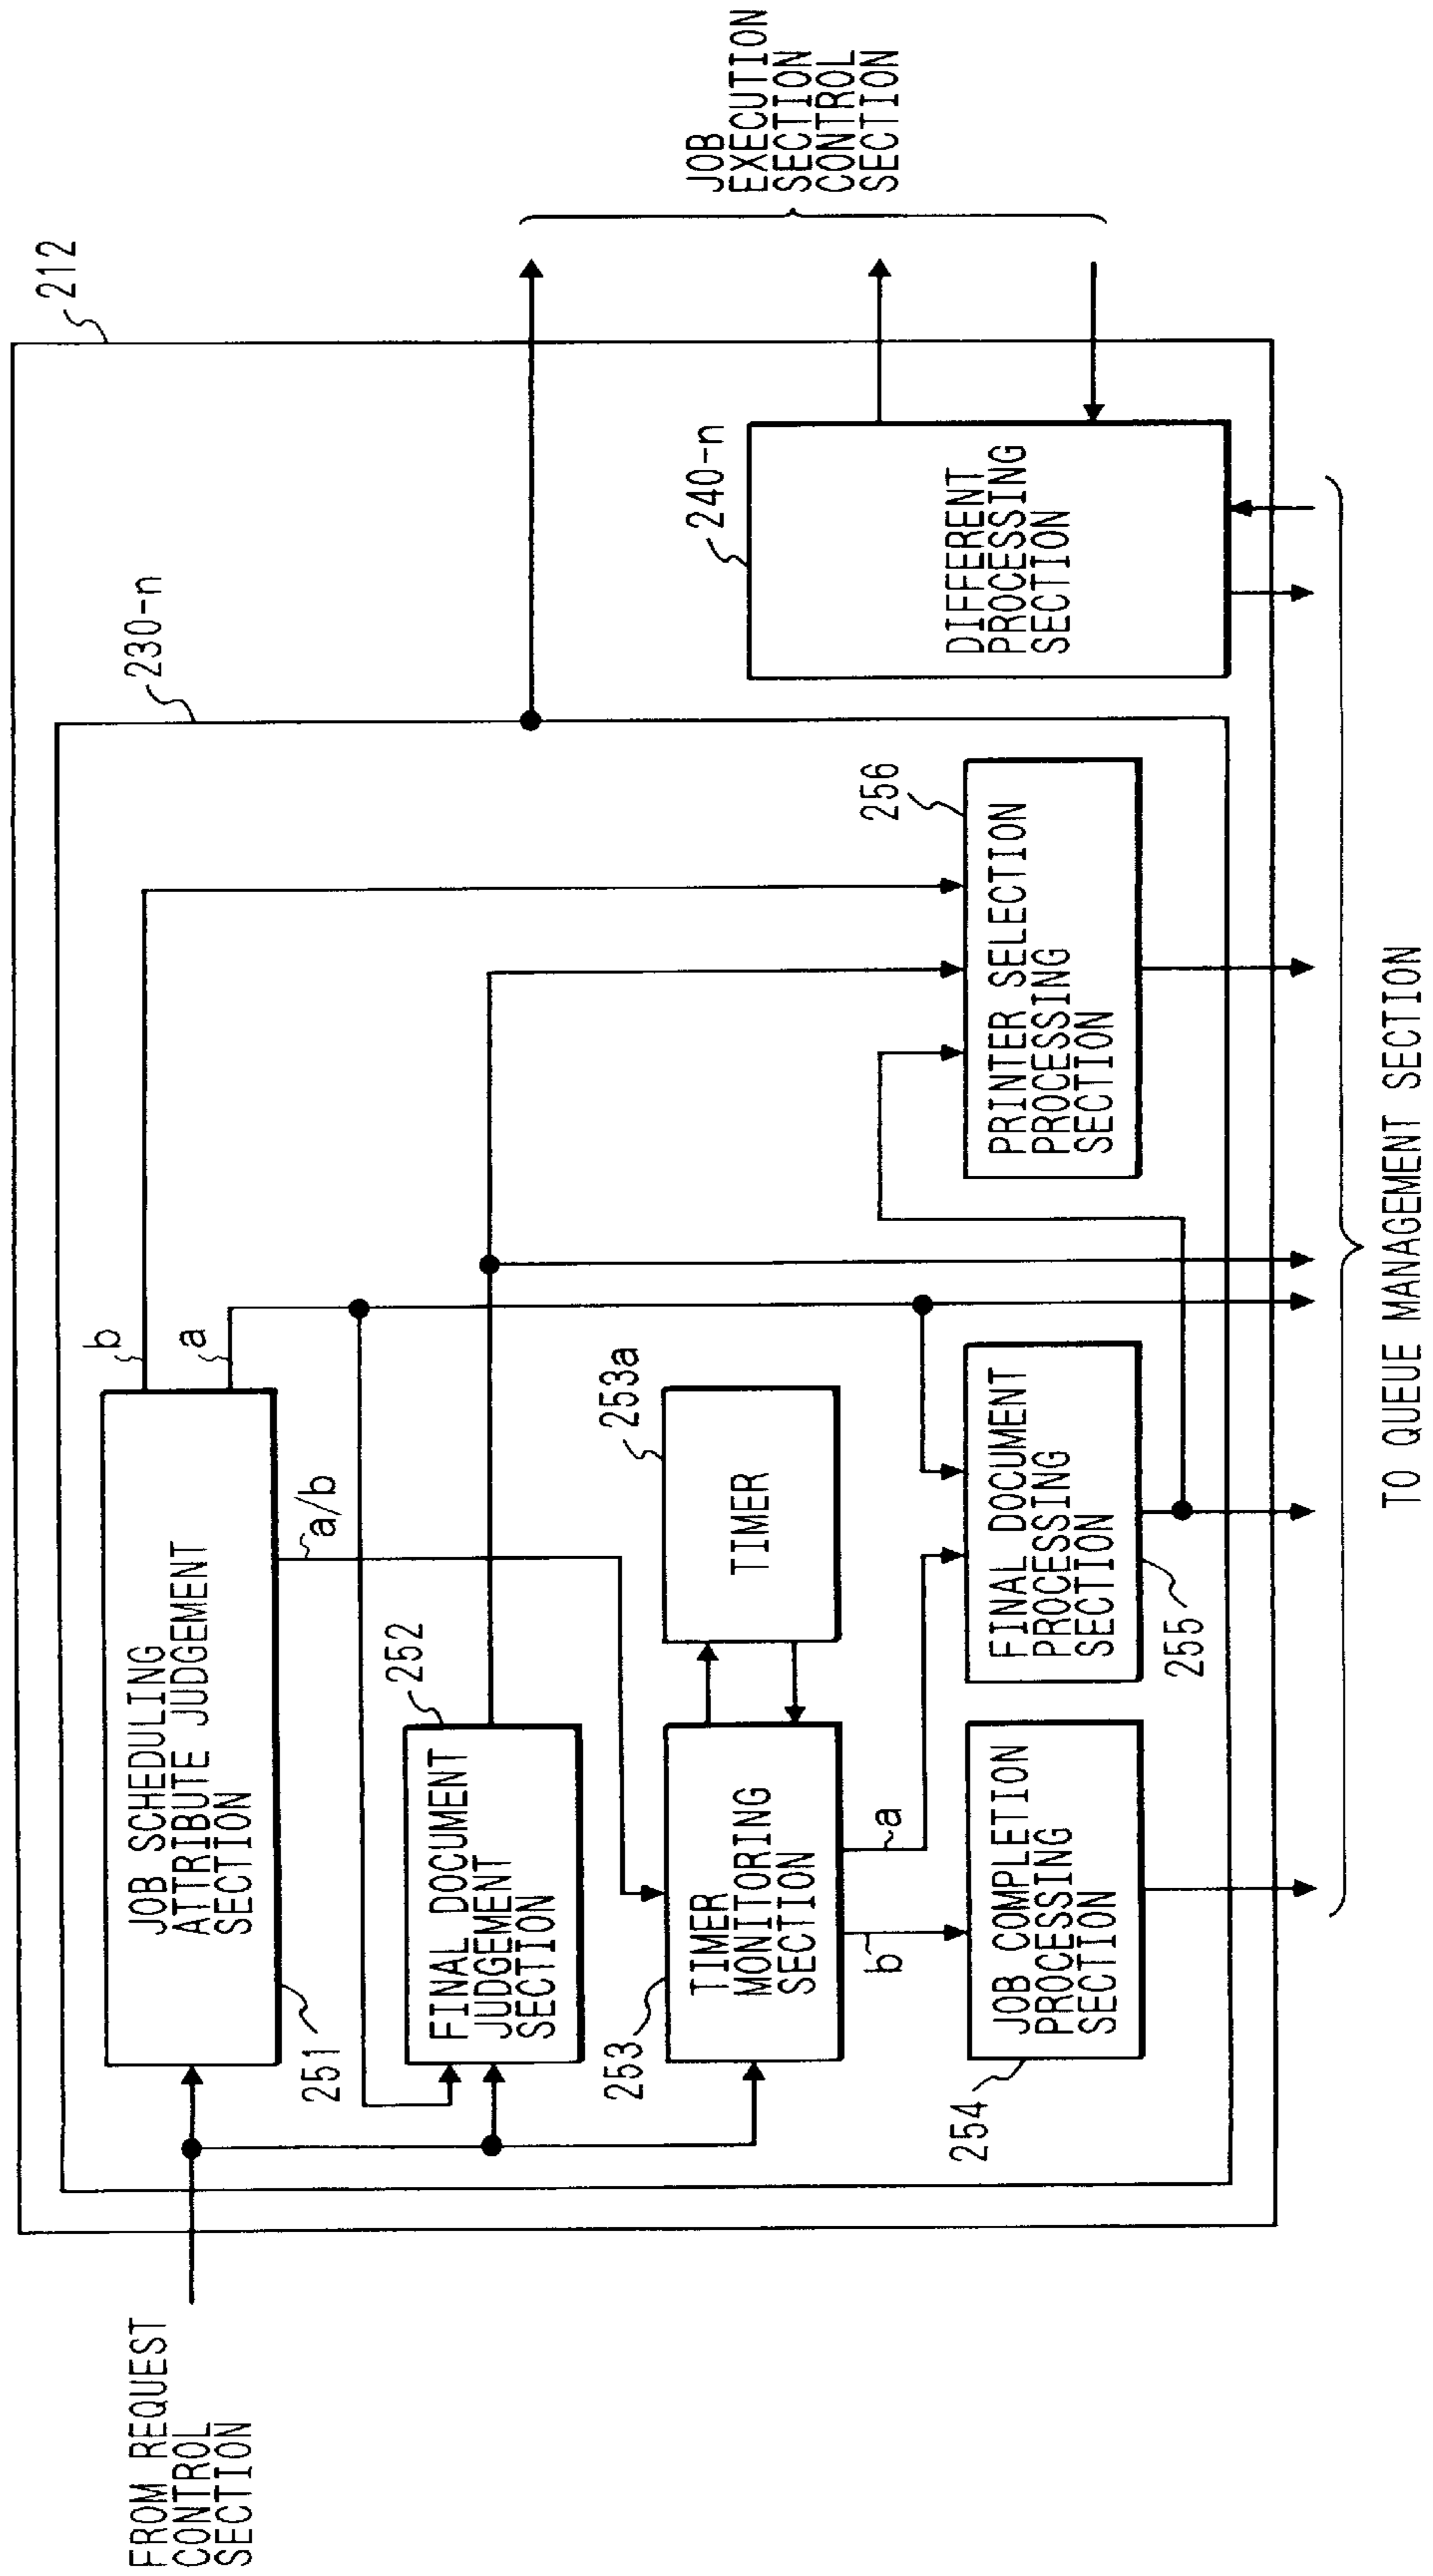 212
230-n
JOB
EXECUTION
SECTION
CONTROL
SECTION
FROM REQUEST
CONTROL
SECTION
JOB SCHEDULING
ATTRIBUTE JUDGEMENT
SECTION
251
b
a
a/b
FINAL DOCUMENT
JUDGEMENT
SECTION
252
TIMER
MONITORING
SECTION
253
TIMER
253a
b
a
JOB COMPLETION
PROCESSING
SECTION
254
FINAL DOCUMENT
PROCESSING
SECTION
255
PRINTER SELECTION
PROCESSING
SECTION
256
DIFFERENT
PROCESSING
SECTION
240-n
TO QUEUE MANAGEMENT SECTION